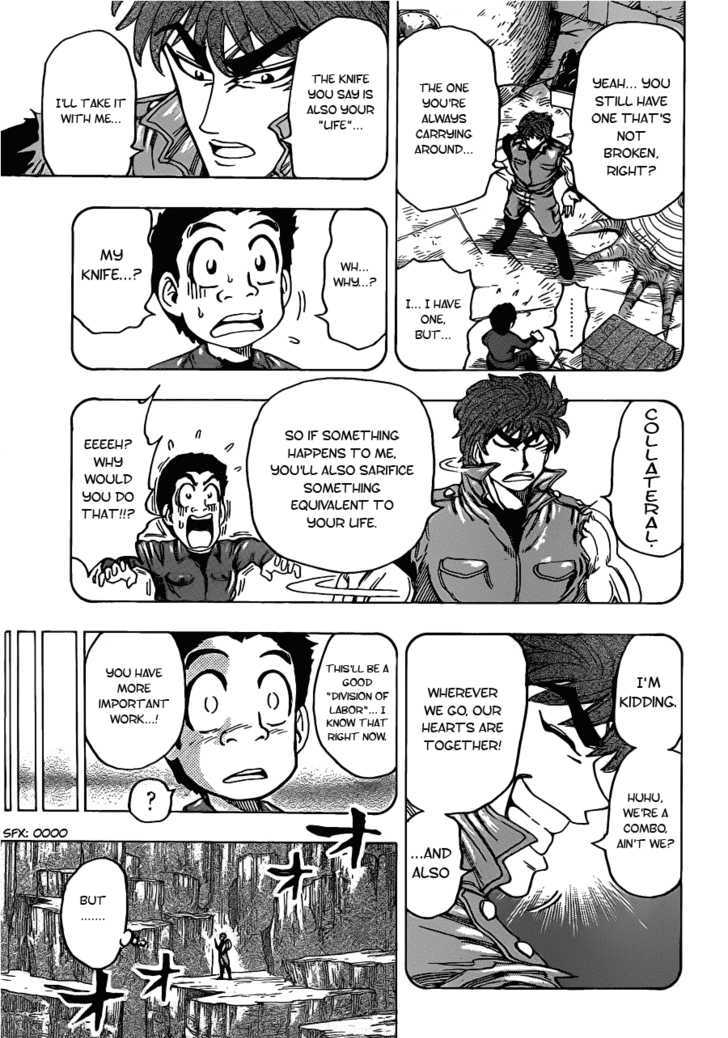 YEAH... YOU
STILL HAVE
ONE THAT'S
NOT
BROKEN,
RIGHT?
THE ONE
YOU'RE
ALWAYS
CARRYING
AROUND...
.......
I... I HAVE
ONE,
BUT...
THE KNIFE
YOU SAY IS
ALSO YOUR
"LIFE"...
I'LL TAKE IT
WITH ME...
WH...
WHY...?
MY
KNIFE...?
COLLATERAL.
SO IF SOMETHING
HAPPENS TO ME,
YOU'LL ALSO SARIFICE
SOMETHING
EQUIVALENT TO
YOUR LIFE.
EEEEH?
WHY
WOULD
YOU DO
THAT!!?
I'M
KIDDING.
HUHU,
WE'RE A
COMBO,
AIN'T WE?
WHEREVER
WE GO, OUR
HEARTS ARE
TOGETHER!
...AND
ALSO
THIS'LL BE A
GOOD
"DIVISION OF
LABOR"... I
KNOW THAT
RIGHT NOW.
YOU HAVE
MORE
IMPORTANT
WORK...!
?
SFX: OOOO
オオオオ
BUT
.......